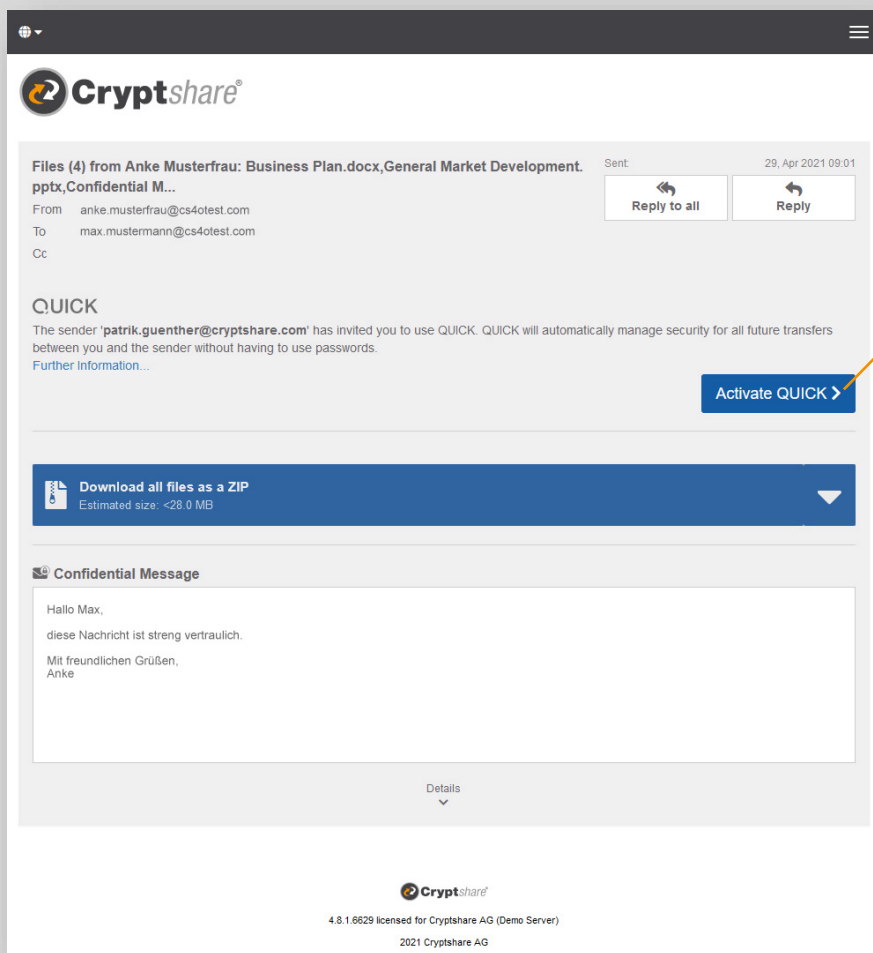 Cryptshare®
Files (4) from Anke Musterfrau: Business Plan.docx,General Market Development.
pptx,Confidential M...
Sent: 29, Apr 2021 09:01
Reply to all
Reply
From anke.musterfrau@cs4otest.com
To max.mustermann@cs4otest.com
Cc
QUICK
The sender 'patrik.guenther@cryptshare.com' has invited you to use QUICK. QUICK will automatically manage security for all future transfers
between you and the sender without having to use passwords.
Further Information...
Activate QUICK
Download all files as a ZIP
Estimated size: <28.0 MB
Confidential Message
Hallo Max,
diese Nachricht ist streng vertraulich.
Mit freundlichen Grüßen,
Anke
Details
Cryptshare®
4.8.1.6629 licensed for Cryptshare AG (Demo Server)
2021 Cryptshare AG